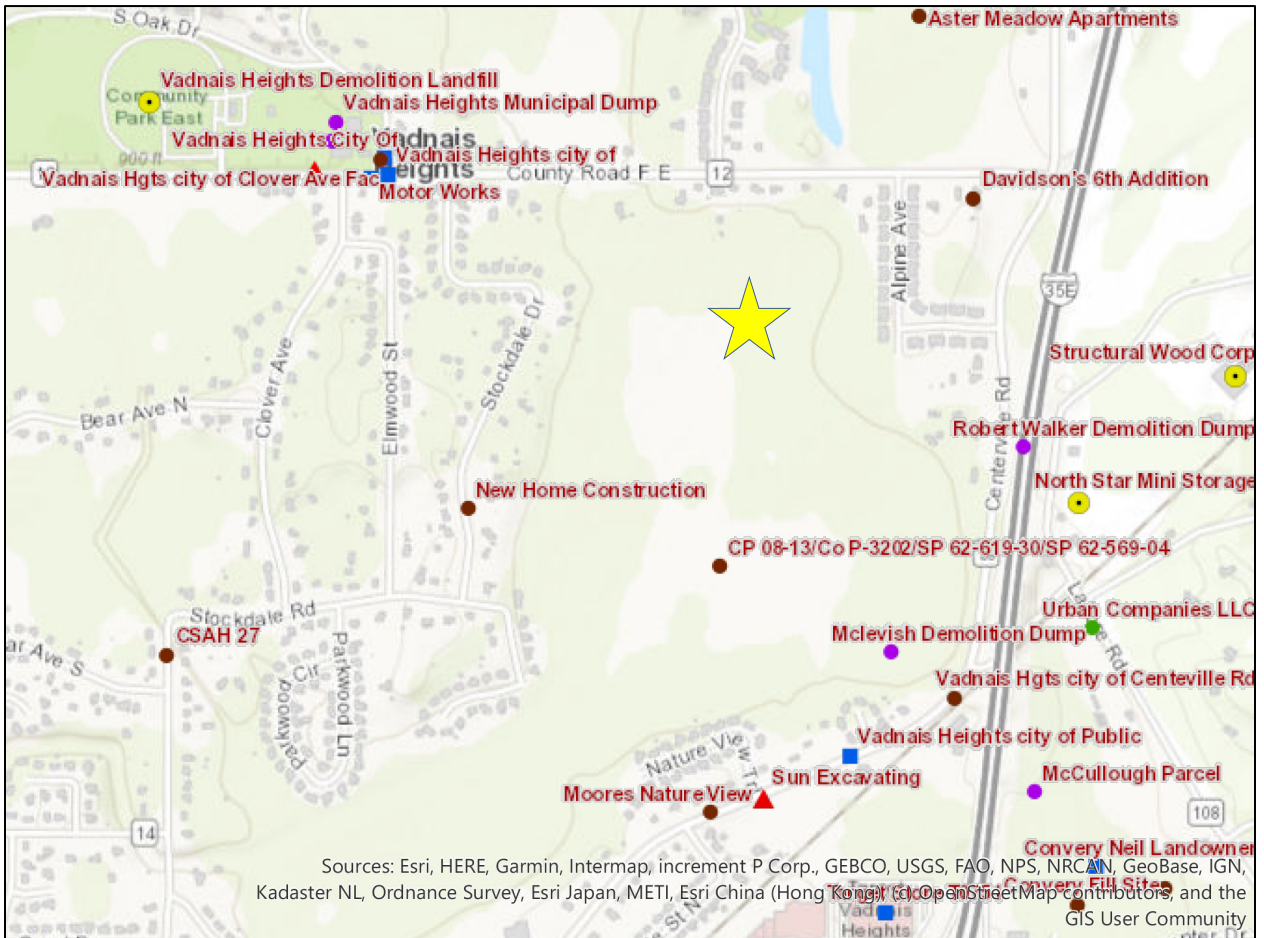 S Oak Dr
Aster Meadow Apartments
Vadnais Heights Demolition Landfill
Community
Park East
Vadnais Heights Municipal Dump
Vadnais Heights City Of
Vadnais
Heights
Vadnais Heights city of
900 ft
County Road F E
12
Vadnais Hgts city of Clover Ave Fac
Motor Works
Davidson's 6th Addition
Alpine Ave
35E
Stockdale Dr
Clover Ave
Elmwood St
Structural Wood Corp
Bear Ave N
Centerville Rd
Robert Walker Demolition Dump
New Home Construction
North Star Mini Storage
CP 08-13/Co P-3202/SP 62-619-30/SP 62-569-04
Stockdale Rd
Urban Companies LLC
CSAH 27
Mclevish Demolition Dump
Parkwood Ln
Parkwood Cir
Vadnais Hgts city of Centeville Rd
Vadnais Heights city of Public
Nature View Trl
Sun Excavating
McCullough Parcel
Moores Nature View
14
108
Convery Neil Landowner
Convery Fill Site
Sources: Esri, HERE, Garmin, Intermap, increment P Corp., GEBCO, USGS, FAO, NPS, NRCAN, GeoBase, IGN,
Kadaster NL, Ordnance Survey, Esri Japan, METI, Esri China (Hong Kong), (c) OpenStreetMap contributors, and the
GIS User Community
Vadnais
Heights